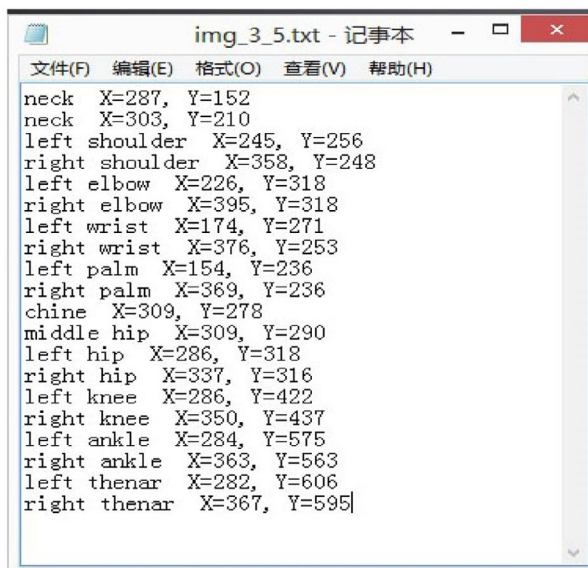 img_3_5.txt - 记事本
文件(F) 编辑(E) 格式(O) 查看(V) 帮助(H)
neck X=287, Y=152
neck X=303, Y=210
left shoulder X=245, Y=256
right shoulder X=358, Y=248
left elbow X=226, Y=318
right elbow X=395, Y=318
left wrist X=174, Y=271
right wrist X=376, Y=253
left palm X=154, Y=236
right palm X=369, Y=236
chine X=309, Y=278
middle hip X=309, Y=290
left hip X=286, Y=318
right hip X=337, Y=316
left knee X=286, Y=422
right knee X=350, Y=437
left ankle X=284, Y=575
right ankle X=363, Y=563
left thenar X=282, Y=606
right thenar X=367, Y=595